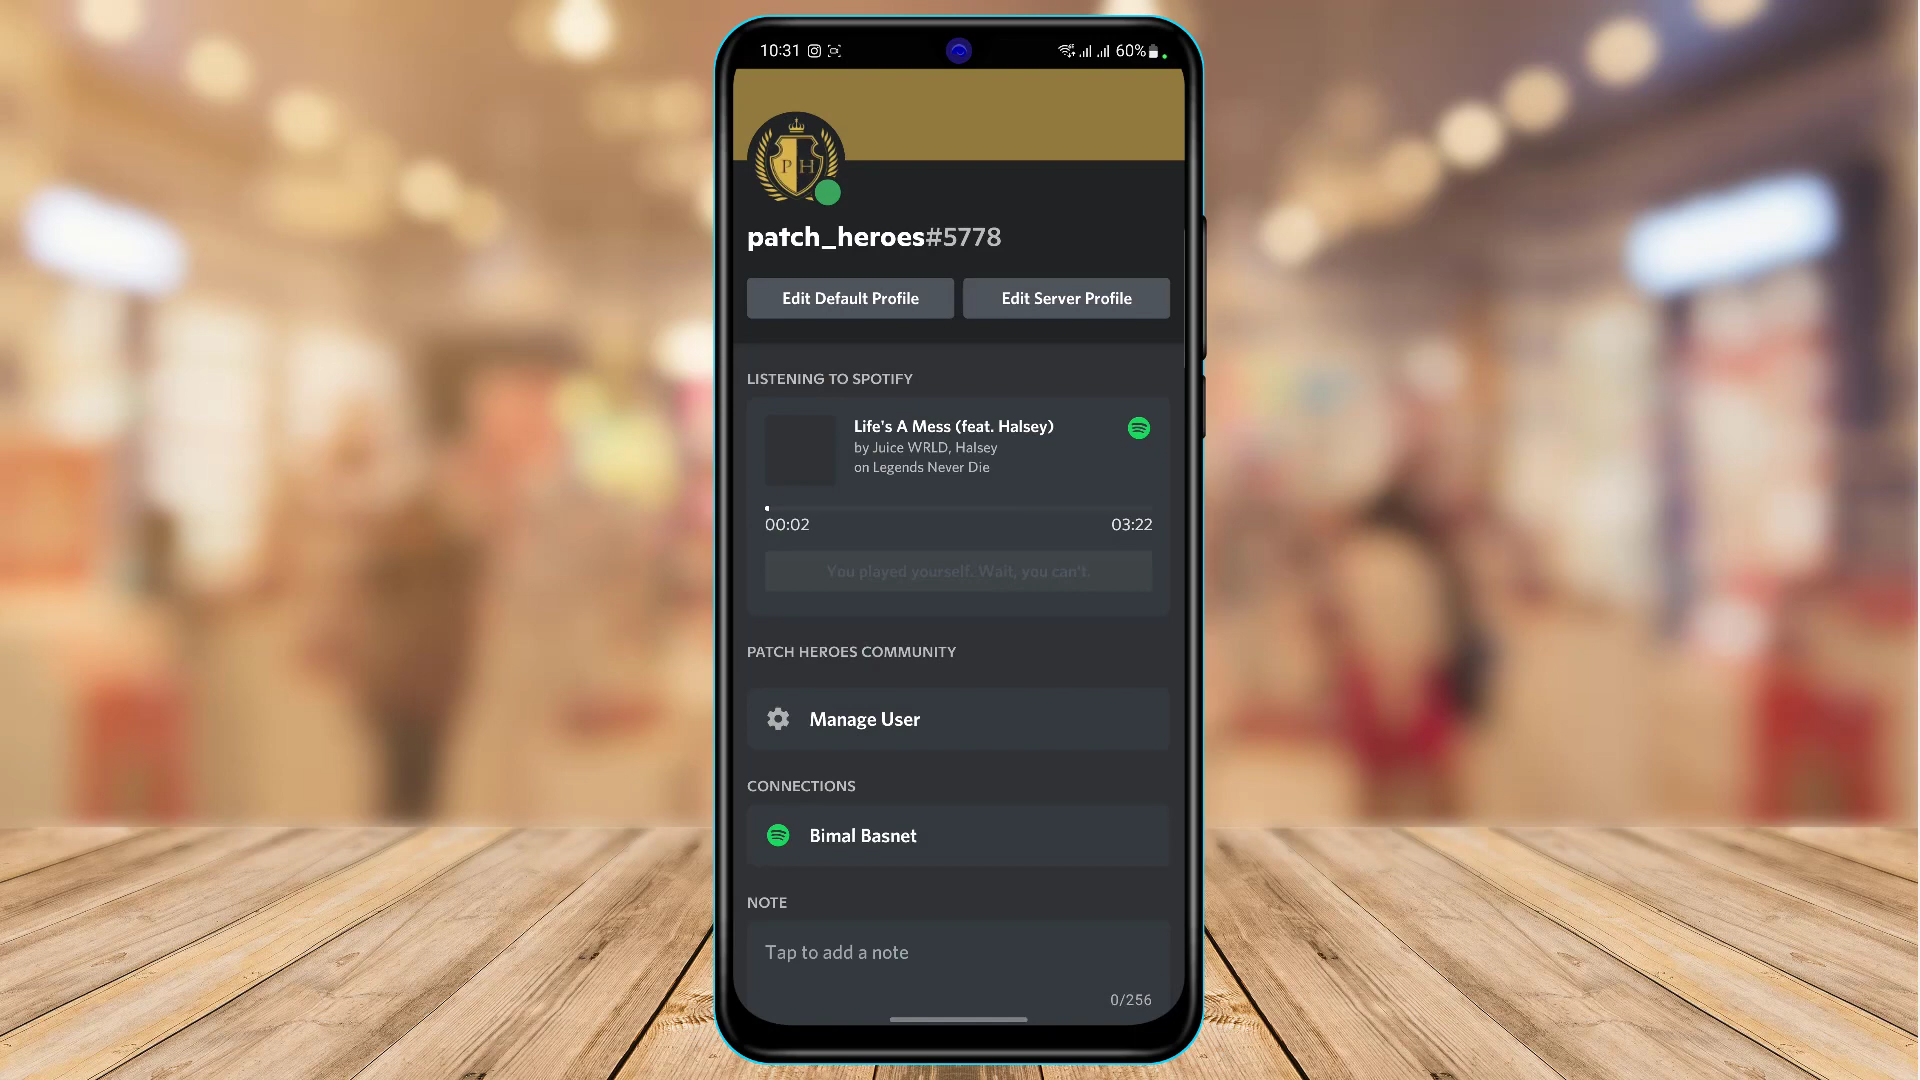 10:31 60%
P H
patch_heroes#5778
Edit Default Profile Edit Server Profile
LISTENING TO SPOTIFY
Life's A Mess (feat. Halsey)
by Juice WRLD, Halsey
on Legends Never Die
00:02 03:22
You played yourself. Wait, you can't.
PATCH HEROES COMMUNITY
Manage User
CONNECTIONS
Bimal Basnet
NOTE
Tap to add a note
0/256